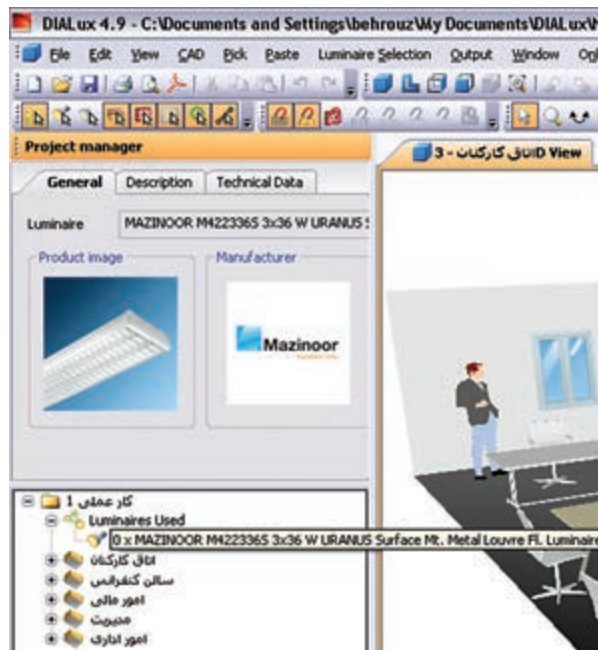 DIALux 4.9 - C:\Documents and Settings\behrouz\My Documents\DIALux\
File Edit View CAD Pick Paste Luminaire Selection Output Window
Project manager
اتاق کارکنان - 3D View
General Description Technical Data
Luminaire MAZINOOR M4223365 3x36 W URANUS
Product image Manufacturer
Mazinoor
کار عملی 1
Luminaires Used
0 x MAZINOOR M4223365 3x36 W URANUS Surface Mt. Metal Louvre Fl. Luminaire
اتاق کارکنان
سالن کنفرانس
امور مالی
مدیریت
امور اداری